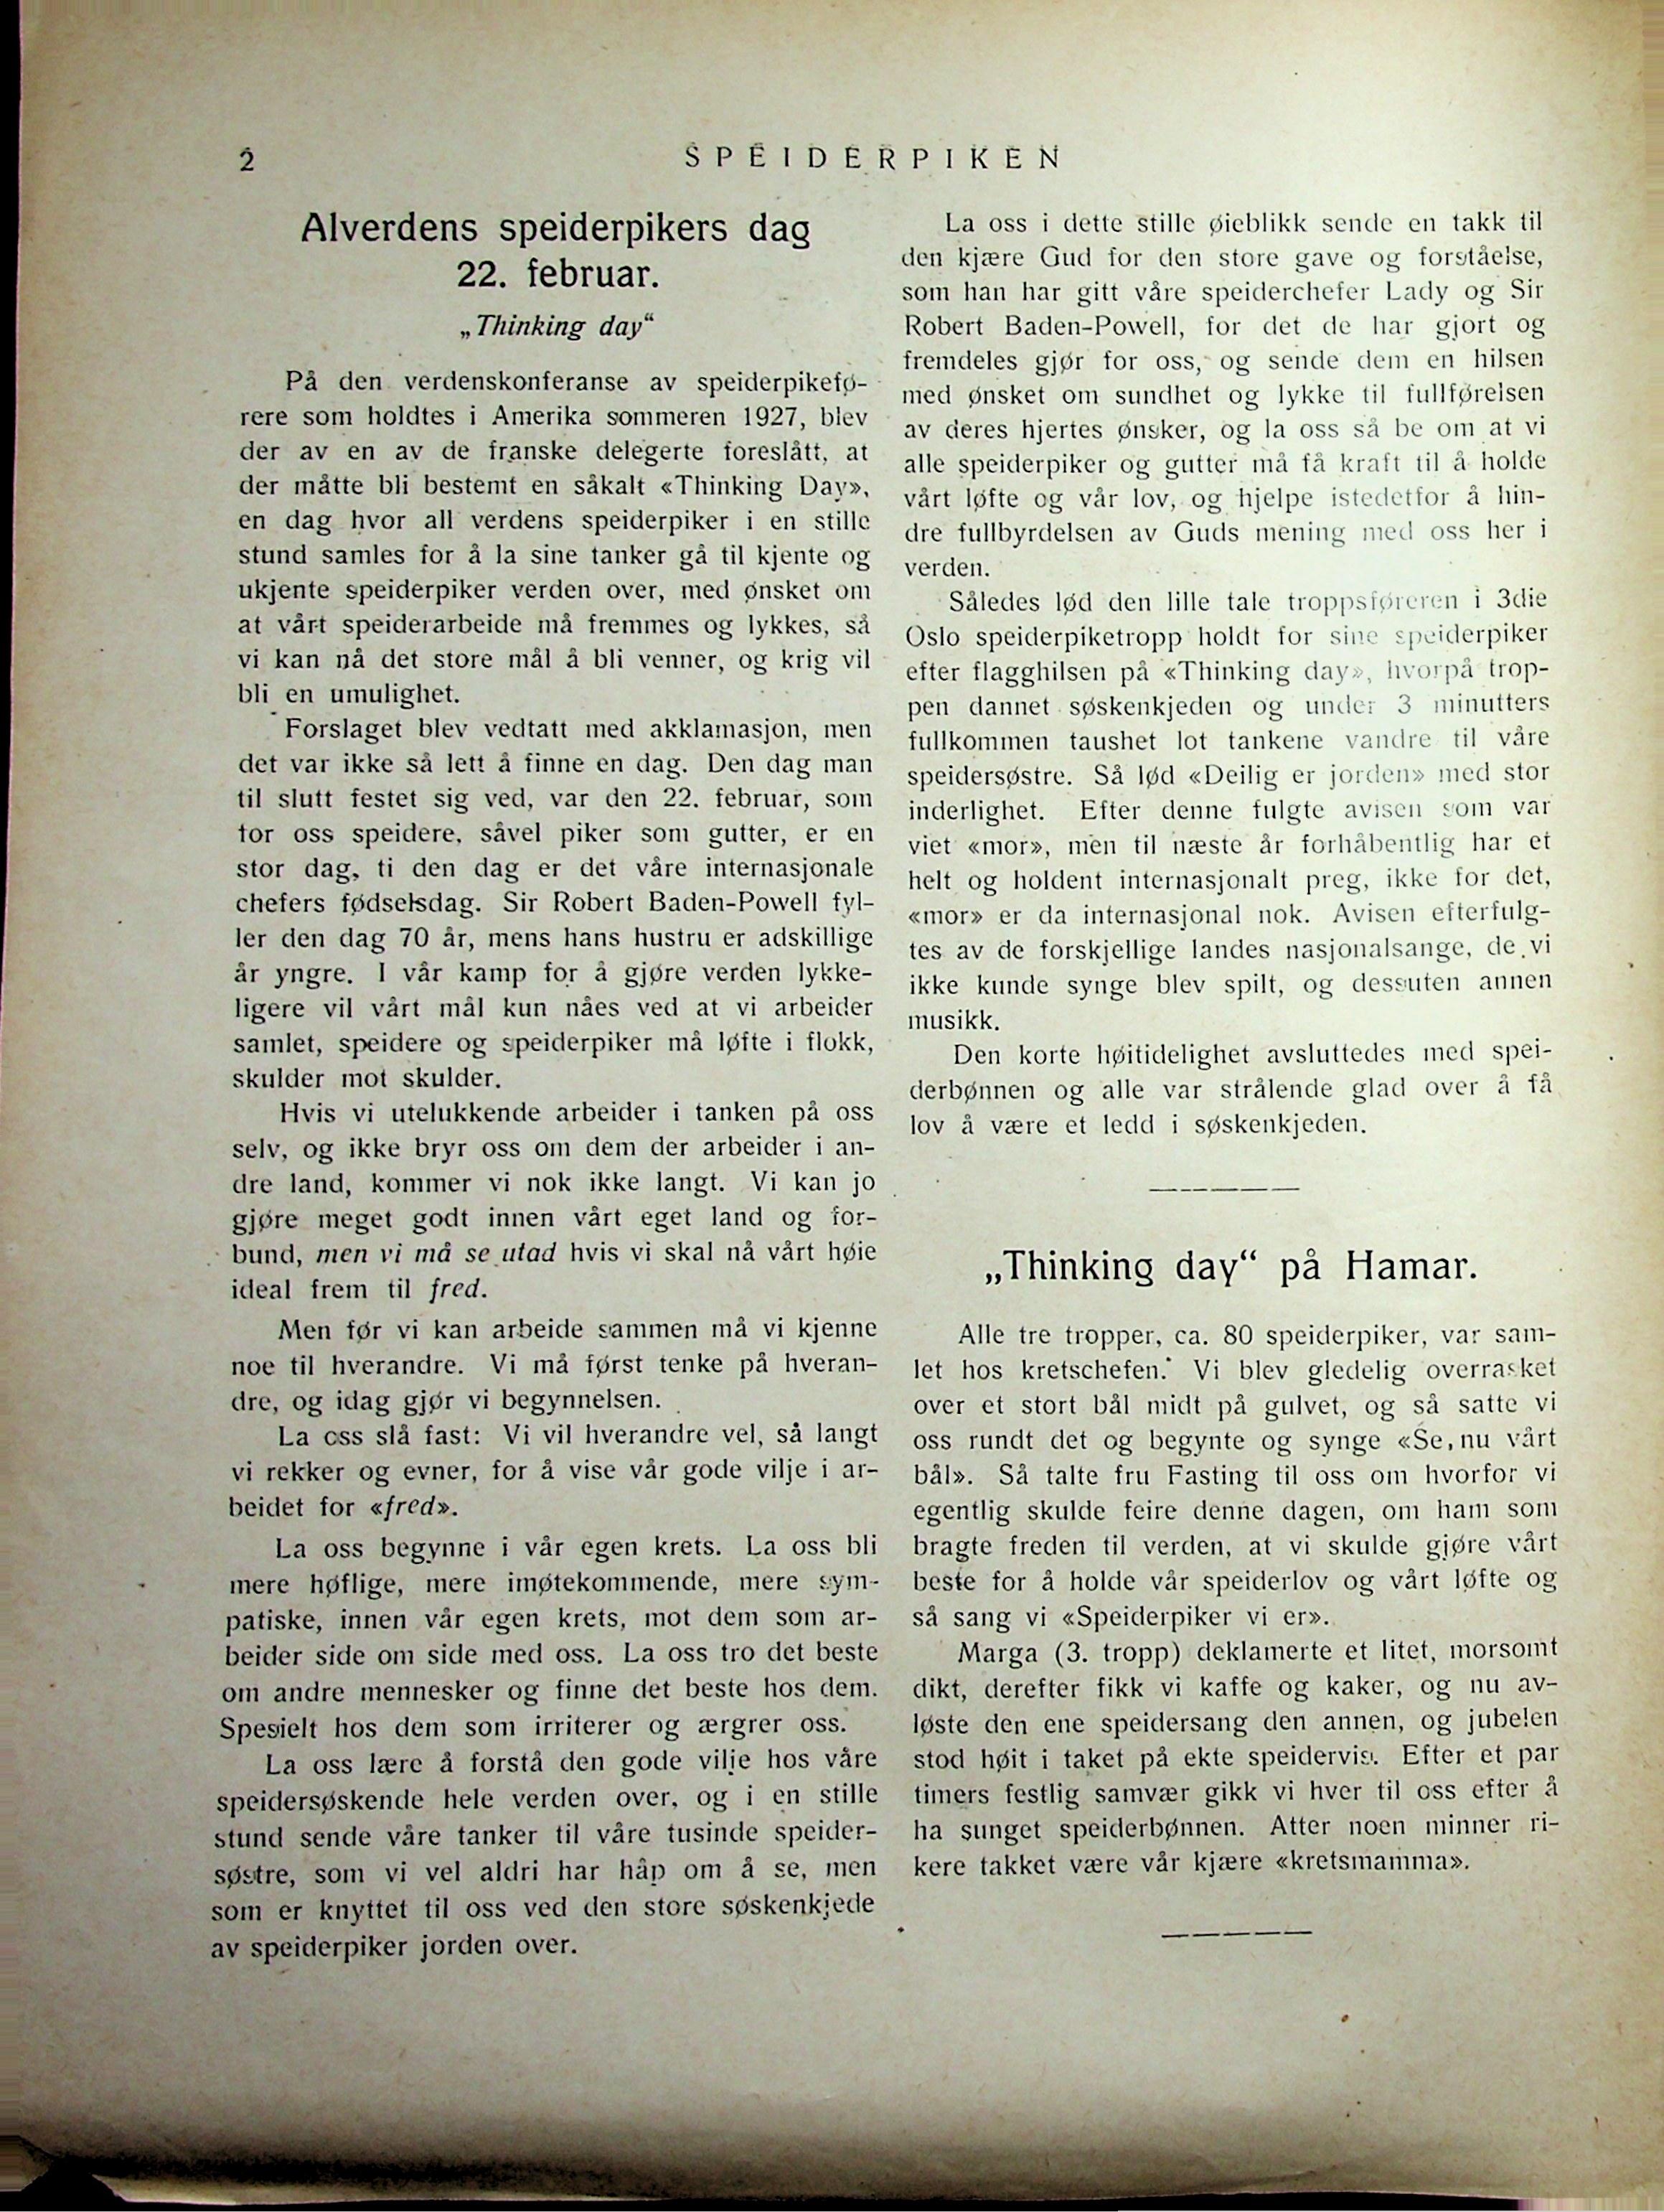 2
SPEIDERPIKEN
Alverdens speiderpikers dag
22. februar.
„Thinking day“
På den verdenskonferanse av speiderpikefø-
rere som holdtes i Amerika sommeren 1927, blev
der av en av de franske delegerte foreslått, at
der måtte bli bestemt en såkalt «Thinking Day»,
en dag hvor all verdens speiderpiker i en stille
stund samles for å la sine tanker gå til kjente og
ukjente speiderpiker verden over, med ønsket om
at vårt speiderarbeide må fremmes og lykkes, så
vi kan nå det store mål å bli venner, og krig vil
bli en umulighet.
Forslaget blev vedtatt med akklamasjon, men
det var ikke så lett å finne en dag. Den dag man
til slutt festet sig ved, var den 22. februar, som
for oss speidere, såvel piker som gutter, er en
stor dag, ti den dag er det våre internasjonale
chefers fødselsdag. Sir Robert Baden-Powell fyl-
ler den dag 70 år, mens hans hustru er adskillige
år yngre. I vår kamp for å gjøre verden lykke-
ligere vil vårt mål kun nåes ved at vi arbeider
samlet, speidere og speiderpiker må løfte i flokk,
skulder mot skulder.
Hvis vi utelukkende arbeider i tanken på oss
selv, og ikke bryr oss om dem der arbeider i an-
dre land, kommer vi nok ikke langt. Vi kan jo
gjøre meget godt innen vårt eget land og for-
bund, men vi må se utad hvis vi skal nå vårt høie
ideal frem til fred.
Men før vi kan arbeide sammen må vi kjenne
noe til hverandre. Vi må først tenke på hveran-
dre, og idag gjør vi begynnelsen.
La oss slå fast: Vi vil hverandre vel, så langt
vi rekker og evner, for å vise vår gode vilje i ar-
beidet for «fred».
La oss begynne i vår egen krets. La oss bli
mere høflige, mere imøtekommende, mere sym-
patiske, innen vår egen krets, mot dem som ar-
beider side om side med oss. La oss tro det beste
om andre mennesker og finne det beste hos dem.
Spesielt hos dem som irriterer og ærgrer oss.
La oss lære å forstå den gode vilje hos våre
speidersøskende hele verden over, og i en stille
stund sende våre tanker til våre tusinde speider-
søstre, som vi vel aldri har håp om å se, men
som er knyttet til oss ved den store søskenkjede
av speiderpiker jorden over.
La oss i dette stille øieblikk sende en takk til
den kjære Gud for den store gave og forståelse,
som han har gitt våre speiderchefer Lady og Sir
Robert Baden-Powell, for det de har gjort og
fremdeles gjør for oss, og sende dem en hilsen
med ønsket om sundhet og lykke til fullførelsen
av deres hjertes ønsker, og la oss så be om at vi
alle speiderpiker og gutter må få kraft til å holde
vårt løfte og vår lov, og hjelpe istedetfor å hin-
dre fullbyrdelsen av Guds mening med oss her i
verden.
Således lød den lille tale troppsføreren i 3die
Oslo speiderpiketropp holdt for sine speiderpiker
efter flagghilsen på «Thinking day», hvorpå trop-
pen dannet søskenkjeden og under 3 minutters
fullkommen taushet lot tankene vandre til våre
speidersøstre. Så lød «Deilig er jorden» med stor
inderlighet. Efter denne fulgte avisen som var
viet «mor», men til næste år forhåbentlig har et
helt og holdent internasjonalt preg, ikke for det,
«mor» er da internasjonal nok. Avisen efterfulg-
tes av de forskjellige landes nasjonalsange, de vi
ikke kunde synge blev spilt, og dessuten annen
musikk.
Den korte høitidelighet avsluttedes med spei-
derbønnen og alle var strålende glad over å få
lov å være et ledd i søskenkjeden.
„Thinking day“ på Hamar.
Alle tre tropper, ca. 80 speiderpiker, var sam-
let hos kretschefen. Vi blev gledelig overrasket
over et stort bål midt på gulvet, og så satte vi
oss rundt det og begynte og synge «Se, nu vårt
bål». Så talte fru Fasting til oss om hvorfor vi
egentlig skulde feire denne dagen, om ham som
bragte freden til verden, at vi skulde gjøre vårt
beste for å holde vår speiderlov og vårt løfte og
så sang vi «Speiderpiker vi er».
Marga (3. tropp) deklamerte et litet, morsomt
dikt, derefter fikk vi kaffe og kaker, og nu av-
løste den ene speidersang den annen, og jubelen
stod høit i taket på ekte speidervis. Efter et par
timers festlig samvær gikk vi hver til oss efter å
ha sunget speiderbønnen. Atter noen minner ri-
kere takket være vår kjære «kretsmamma».